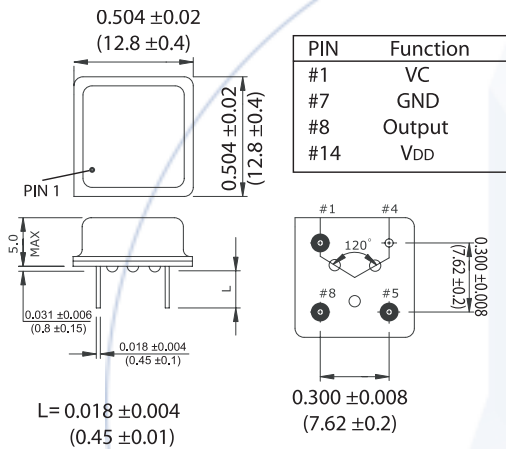 0.504 ±0.02
(12.8 ±0.4)
0.504 ±0.02
(12.8 ±0.4)
PIN 1
PIN Function
#1 VC
#7 GND
#8 Output
#14 VDD
5.0
MAX
L
0.031 ±0.006
(0.8 ±0.15)
0.018 ±0.004
(0.45 ±0.1)
L= 0.018 ±0.004
(0.45 ±0.01)
#1 #4
120°
#8 #5
0.300 ±0.008
(7.62 ±0.2)
0.300 ±0.008
(7.62 ±0.2)